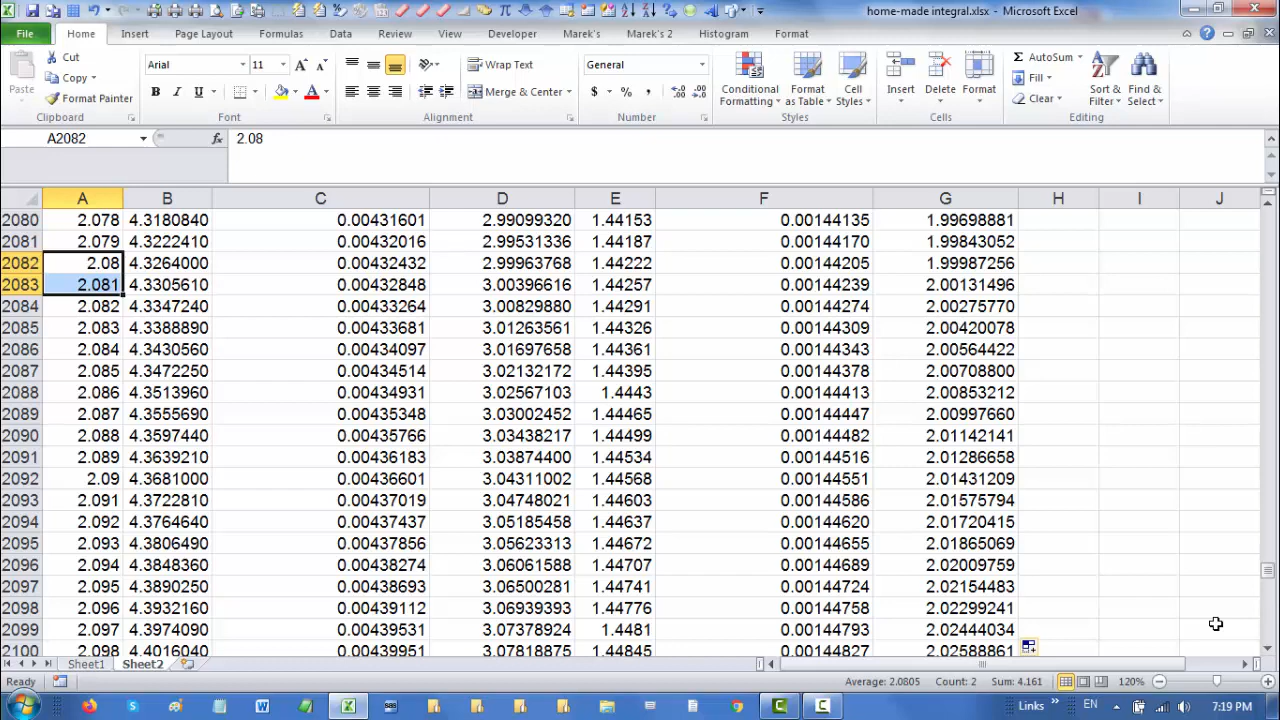 home-made integral.xlsx - Microsoft Excel
File Home Insert Page Layout Formulas Data Review View Developer Marek's Marek's 2 Histogram Format
Paste Cut Copy Format Painter Arial 11 Wrap Text Merge & Center General Conditional Formatting Format as Table Cell Styles Insert Delete Format AutoSum Fill Clear Sort & Filter Find & Select
Clipboard Font Alignment Number Styles Cells Editing
A2082 fx 2.08
A B C D E F G H I J
2080 2.078 4.3180840 0.00431601 2.99099320 1.44153 0.00144135 1.99698881
2081 2.079 4.3222410 0.00432016 2.99531336 1.44187 0.00144170 1.99843052
2082 2.08 4.3264000 0.00432432 2.99963768 1.44222 0.00144205 1.99987256
2083 2.081 4.3305610 0.00432848 3.00396616 1.44257 0.00144239 2.00131496
2084 2.082 4.3347240 0.00433264 3.00829880 1.44291 0.00144274 2.00275770
2085 2.083 4.3388890 0.00433681 3.01263561 1.44326 0.00144309 2.00420078
2086 2.084 4.3430560 0.00434097 3.01697658 1.44361 0.00144343 2.00564422
2087 2.085 4.3472250 0.00434514 3.02132172 1.44395 0.00144378 2.00708800
2088 2.086 4.3513960 0.00434931 3.02567103 1.4443 0.00144413 2.00853212
2089 2.087 4.3555690 0.00435348 3.03002452 1.44465 0.00144447 2.00997660
2090 2.088 4.3597440 0.00435766 3.03438217 1.44499 0.00144482 2.01142141
2091 2.089 4.3639210 0.00436183 3.03874400 1.44534 0.00144516 2.01286658
2092 2.09 4.3681000 0.00436601 3.04311002 1.44568 0.00144551 2.01431209
2093 2.091 4.3722810 0.00437019 3.04748021 1.44603 0.00144586 2.01575794
2094 2.092 4.3764640 0.00437437 3.05185458 1.44637 0.00144620 2.01720415
2095 2.093 4.3806490 0.00437856 3.05623313 1.44672 0.00144655 2.01865069
2096 2.094 4.3848360 0.00438274 3.06061588 1.44707 0.00144689 2.02009759
2097 2.095 4.3890250 0.00438693 3.06500281 1.44741 0.00144724 2.02154483
2098 2.096 4.3932160 0.00439112 3.06939393 1.44776 0.00144758 2.02299241
2099 2.097 4.3974090 0.00439531 3.07378924 1.4481 0.00144793 2.02444034
2100 2.098 4.4016040 0.00439951 3.07818875 1.44845 0.00144827 2.02588861
Sheet1 Sheet2
Ready Average: 2.0805 Count: 2 Sum: 4.161 120%
Links EN 7:19 PM